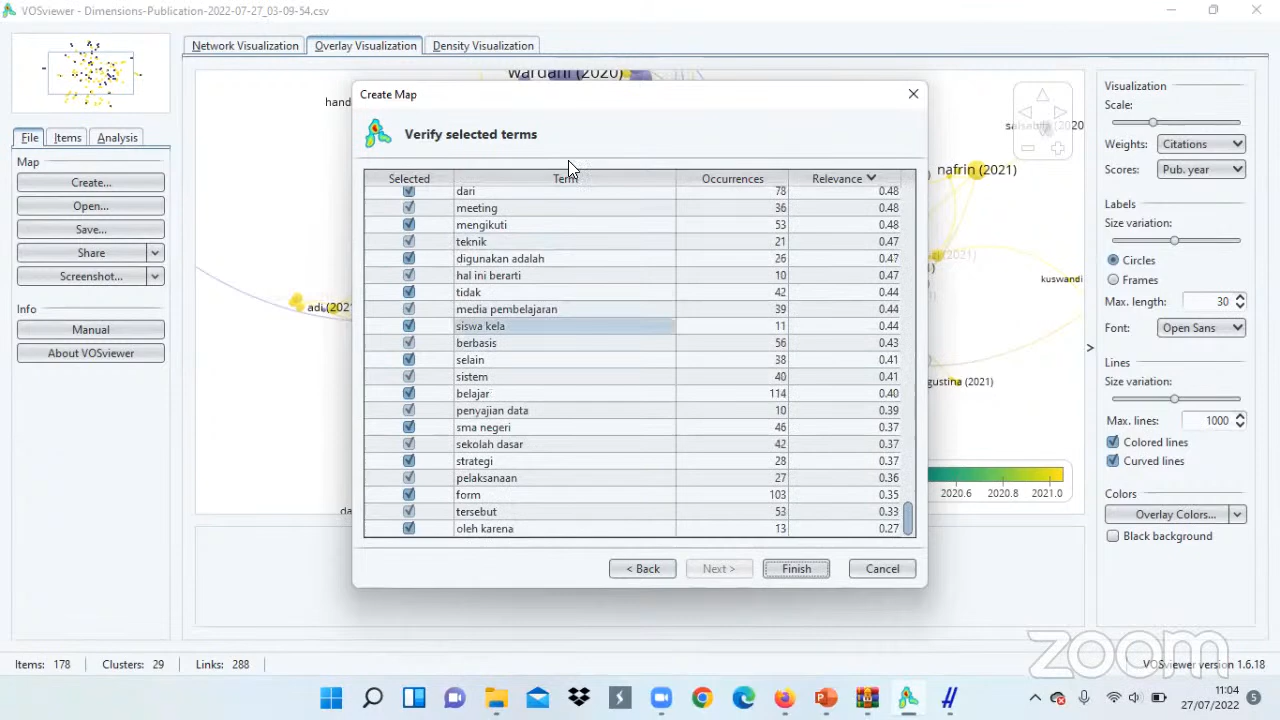 VOSviewer - Dimensions-Publication-2022-07-27_03-09-54.csv
Network Visualization Overlay Visualization Density Visualization
File Items Analysis
Map
Create...
Open...
Save...
Share
Screenshot...
Info
Manual
About VOSviewer
wardani (2020)
hand
adi (202
nafrin (2021)
salsabila (2020
kuswandi
gustina (2021)
Create Map
Verify selected terms
Selected Term Occurrences Relevance
dari 78 0.48
meeting 36 0.48
mengikuti 53 0.48
teknik 21 0.47
digunakan adalah 26 0.47
hal ini berarti 10 0.47
tidak 42 0.44
media pembelajaran 39 0.44
siswa kela 11 0.44
berbasis 56 0.43
selain 38 0.41
sistem 40 0.41
belajar 114 0.40
penyajian data 10 0.39
sma negeri 46 0.37
sekolah dasar 42 0.37
strategi 28 0.37
pelaksanaan 27 0.36
form 103 0.35
tersebut 53 0.33
oleh karena 13 0.27
< Back Next > Finish Cancel
2020.6 2020.8 2021.0
Visualization
Scale:
Weights: Citations
Scores: Pub. year
Labels
Size variation:
Circles
Frames
Max. length: 30
Font: Open Sans
Lines
Size variation:
Max. lines: 1000
Colored lines
Curved lines
Colors
Overlay Colors...
Black background
Items: 178 Clusters: 29 Links: 288
VOSviewer version 1.6.18
zoom
11:04
27/07/2022
5